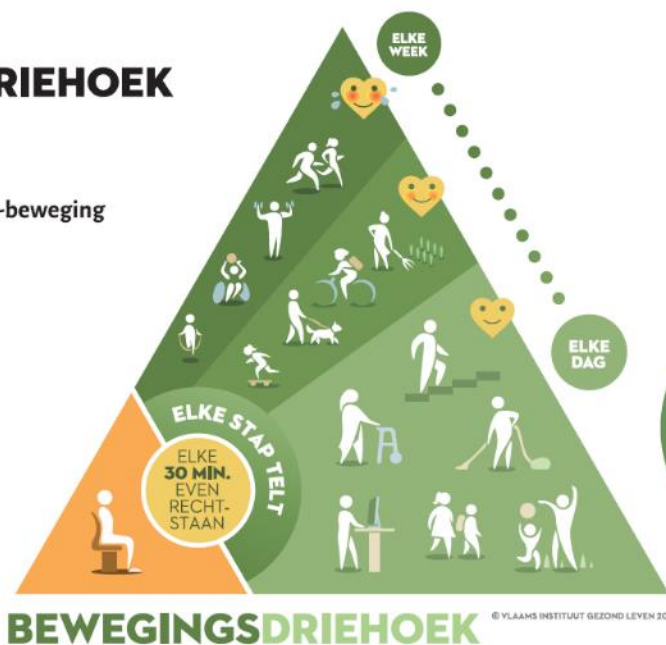 RIEHOEK
-beweging
ELKE
WEEK
ELKE
DAG
ELKE STAP TELT
ELKE
30 MIN.
EVEN
RECHT-
STAAN
BEWEGINGSDRIEHOEK
© VLAAMS INSTITUUT GEZOND LEVEN 20